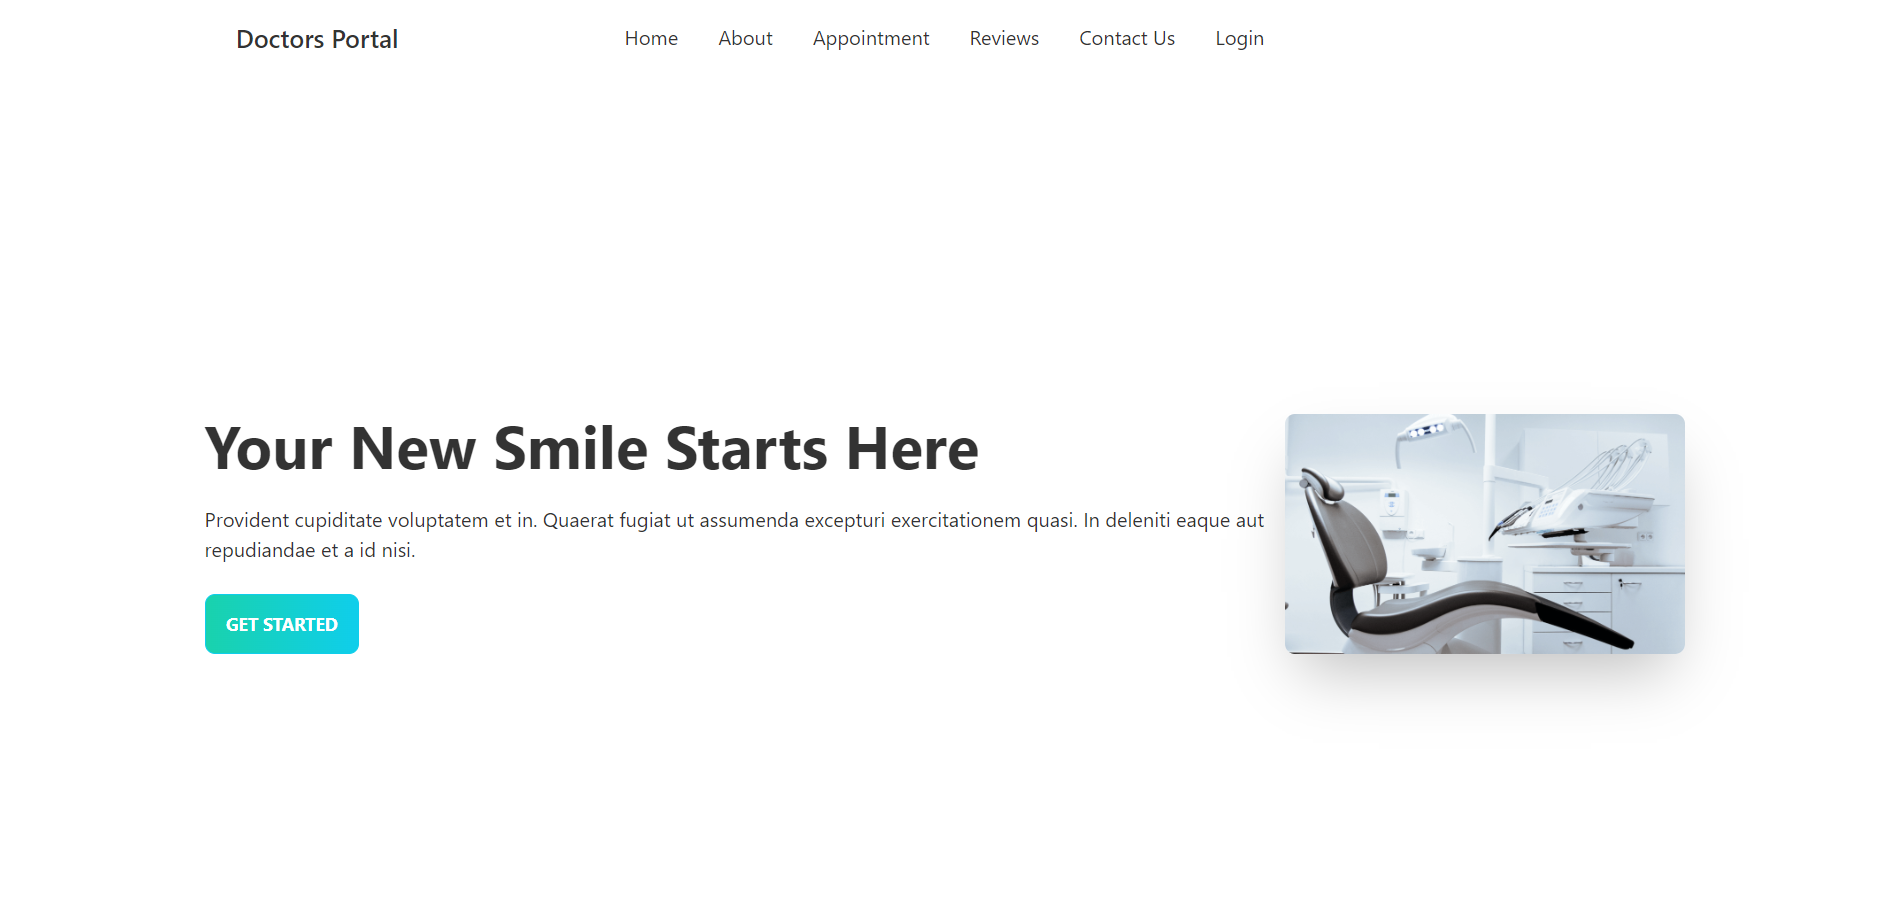 Doctors Portal
Home About Appointment Reviews Contact Us Login
Your New Smile Starts Here
Provident cupiditate voluptatem et in. Quaerat fugiat ut assumenda excepturi exercitationem quasi. In deleniti eaque aut
repudiandae et a id nisi.
GET STARTED